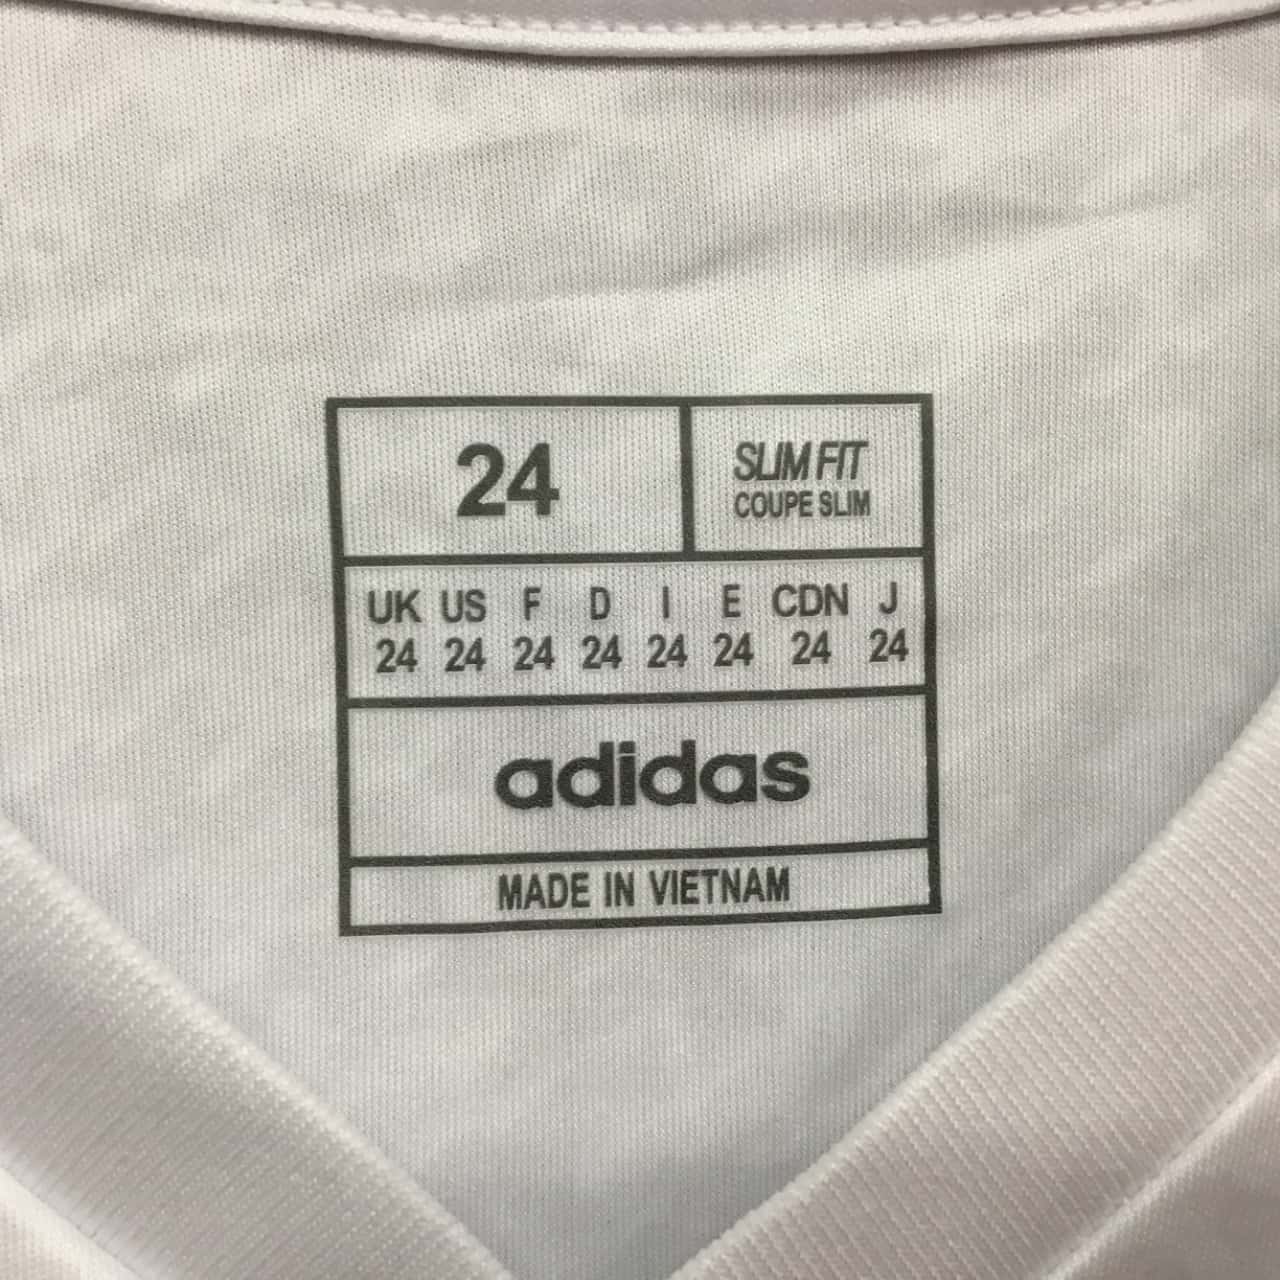 24
SLIM FIT
COUPE SLIM
UK US F D I E CDN J
24 24 24 24 24 24 24 24
adidas
MADE IN VIETNAM